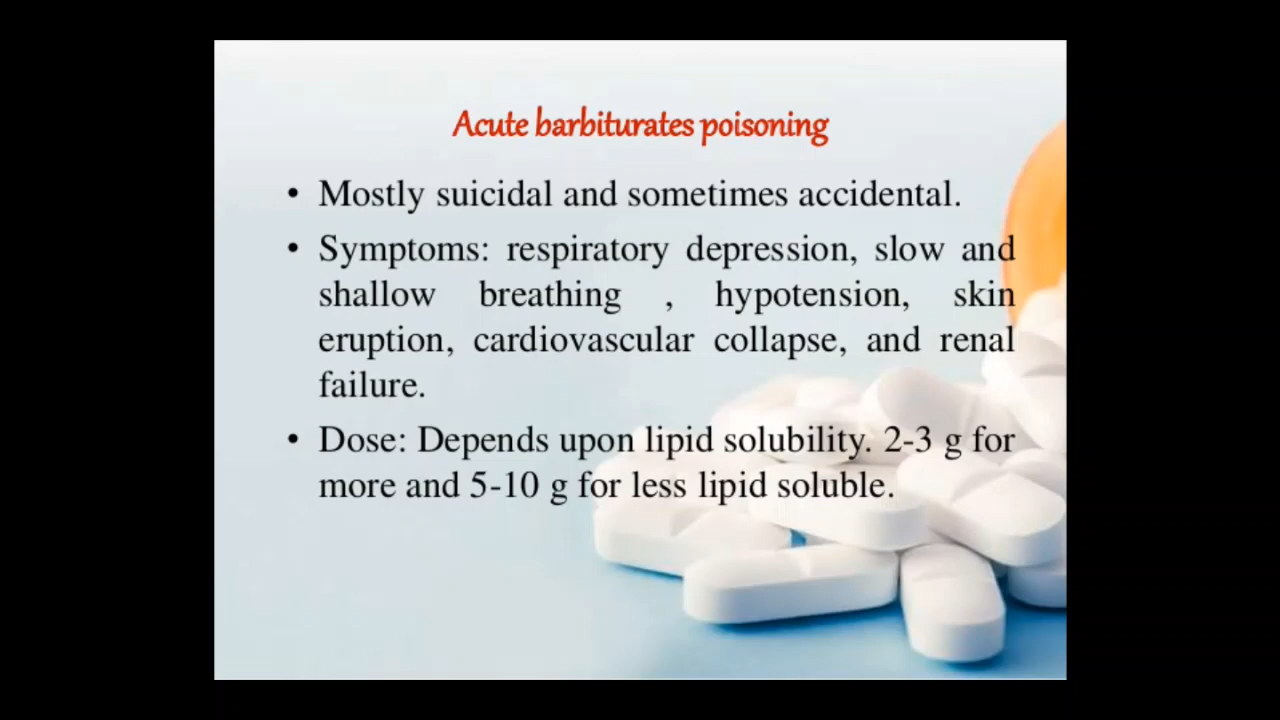 Acute barbiturates poisoning
• Mostly suicidal and sometimes accidental.
• Symptoms: respiratory depression, slow and
shallow breathing , hypotension, skin
eruption, cardiovascular collapse, and renal
failure.
• Dose: Depends upon lipid solubility. 2-3 g for
more and 5-10 g for less lipid soluble.